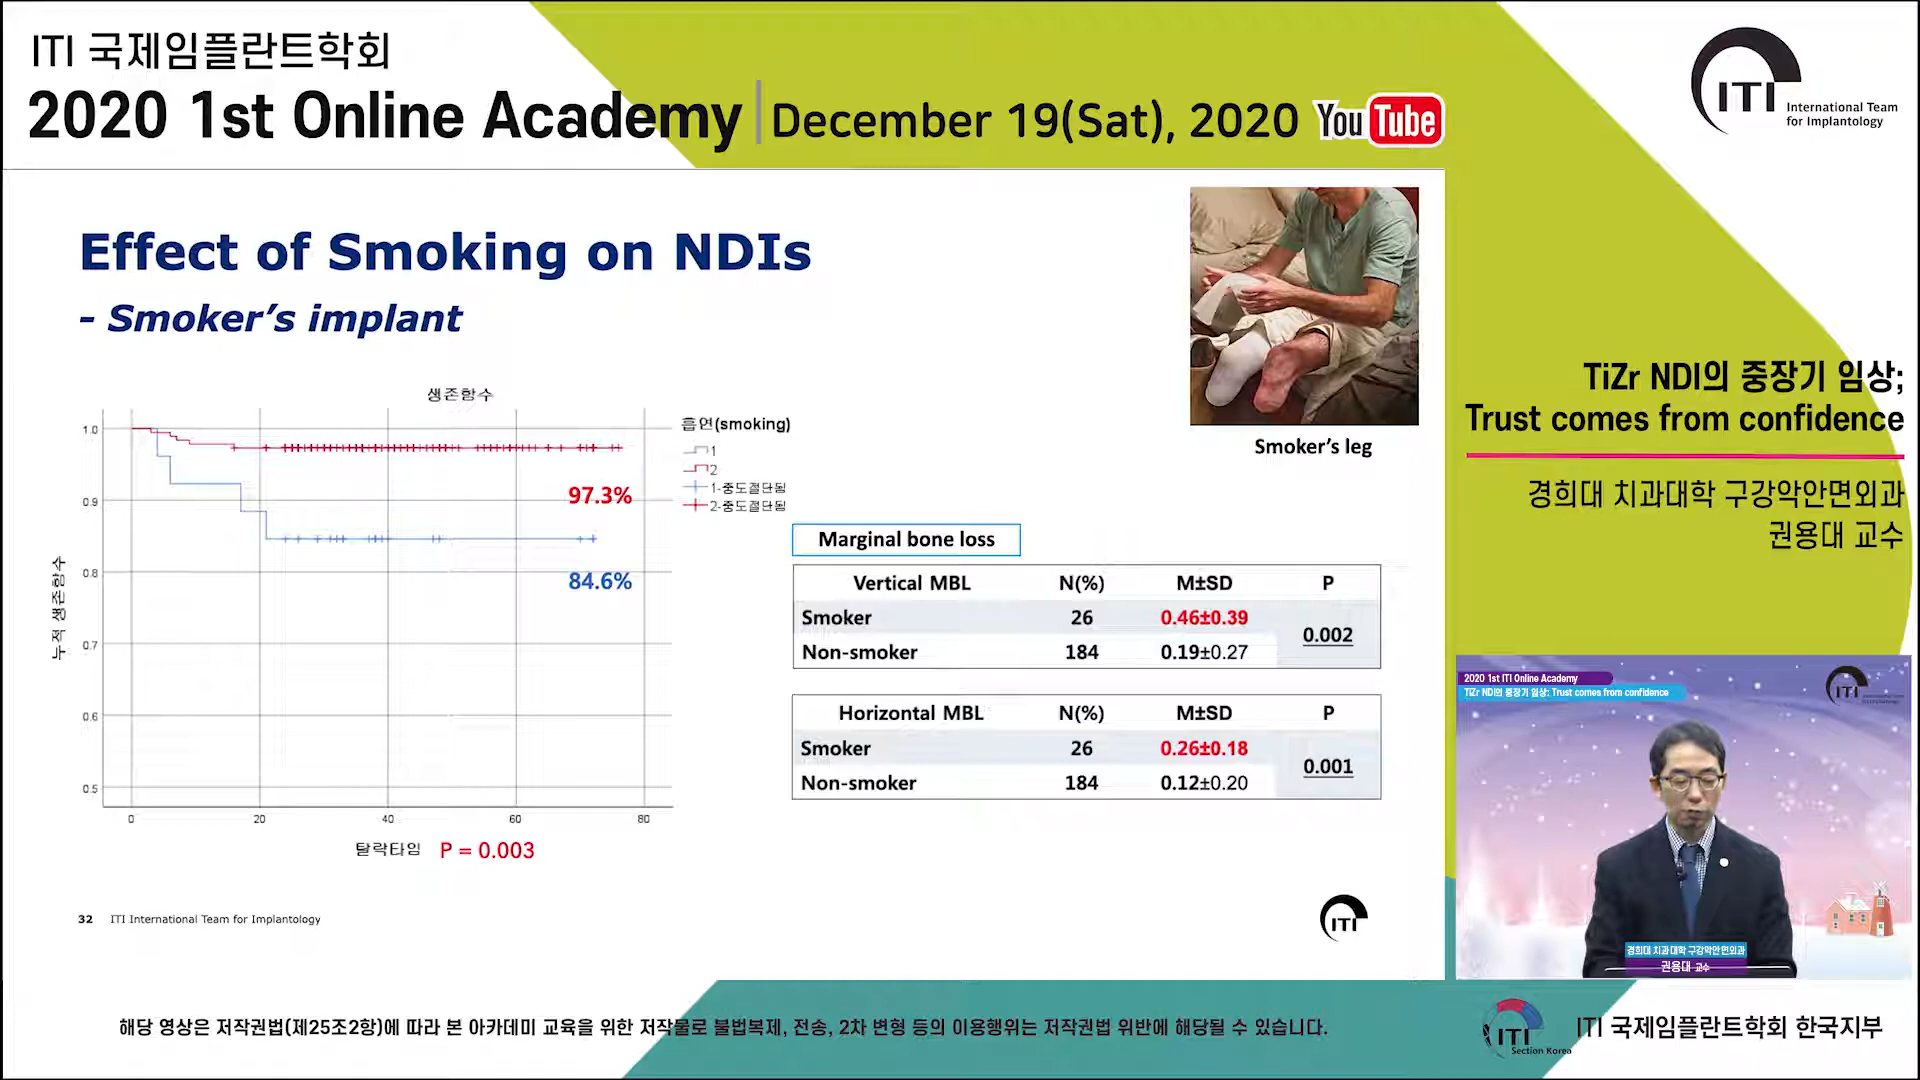 ITI 국제임플란트학회
2020 1st Online Academy
December 19(Sat), 2020
YouTube
ITI
International Team
for Implantology
Effect of Smoking on NDIs
- Smoker's implant
Smoker's leg
생존함수
흡연(smoking)
1
2
1-중도결단됨
2-중도결단됨
1.0
0.9
0.8
0.7
0.6
0.5
97.3%
84.6%
누적 생존함수
0 20 40 60 80
탈락타임 P = 0.003
Marginal bone loss
Vertical MBL N(%) M±SD P
Smoker 26 0.46±0.39
0.002
Non-smoker 184 0.19±0.27
Horizontal MBL N(%) M±SD P
Smoker 26 0.26±0.18
0.001
Non-smoker 184 0.12±0.20
32 ITI International Team for Implantology
ITI
TiZr NDI의 중장기 임상;
Trust comes from confidence
경희대 치과대학 구강악안면외과
권용대 교수
2020 1st ITI Online Academy
TiZr NDI의 중장기 임상: Trust comes from confidence
ITI
경희대 치과대학 구강악안면외과
권용대 교수
해당 영상은 저작권법(제25조2항)에 따라 본 아카데미 교육을 위한 저작물로 불법복제, 전송, 2차 변형 등의 이용행위는 저작권법 위반에 해당될 수 있습니다.
ITI
Section Korea
ITI 국제임플란트학회 한국지부